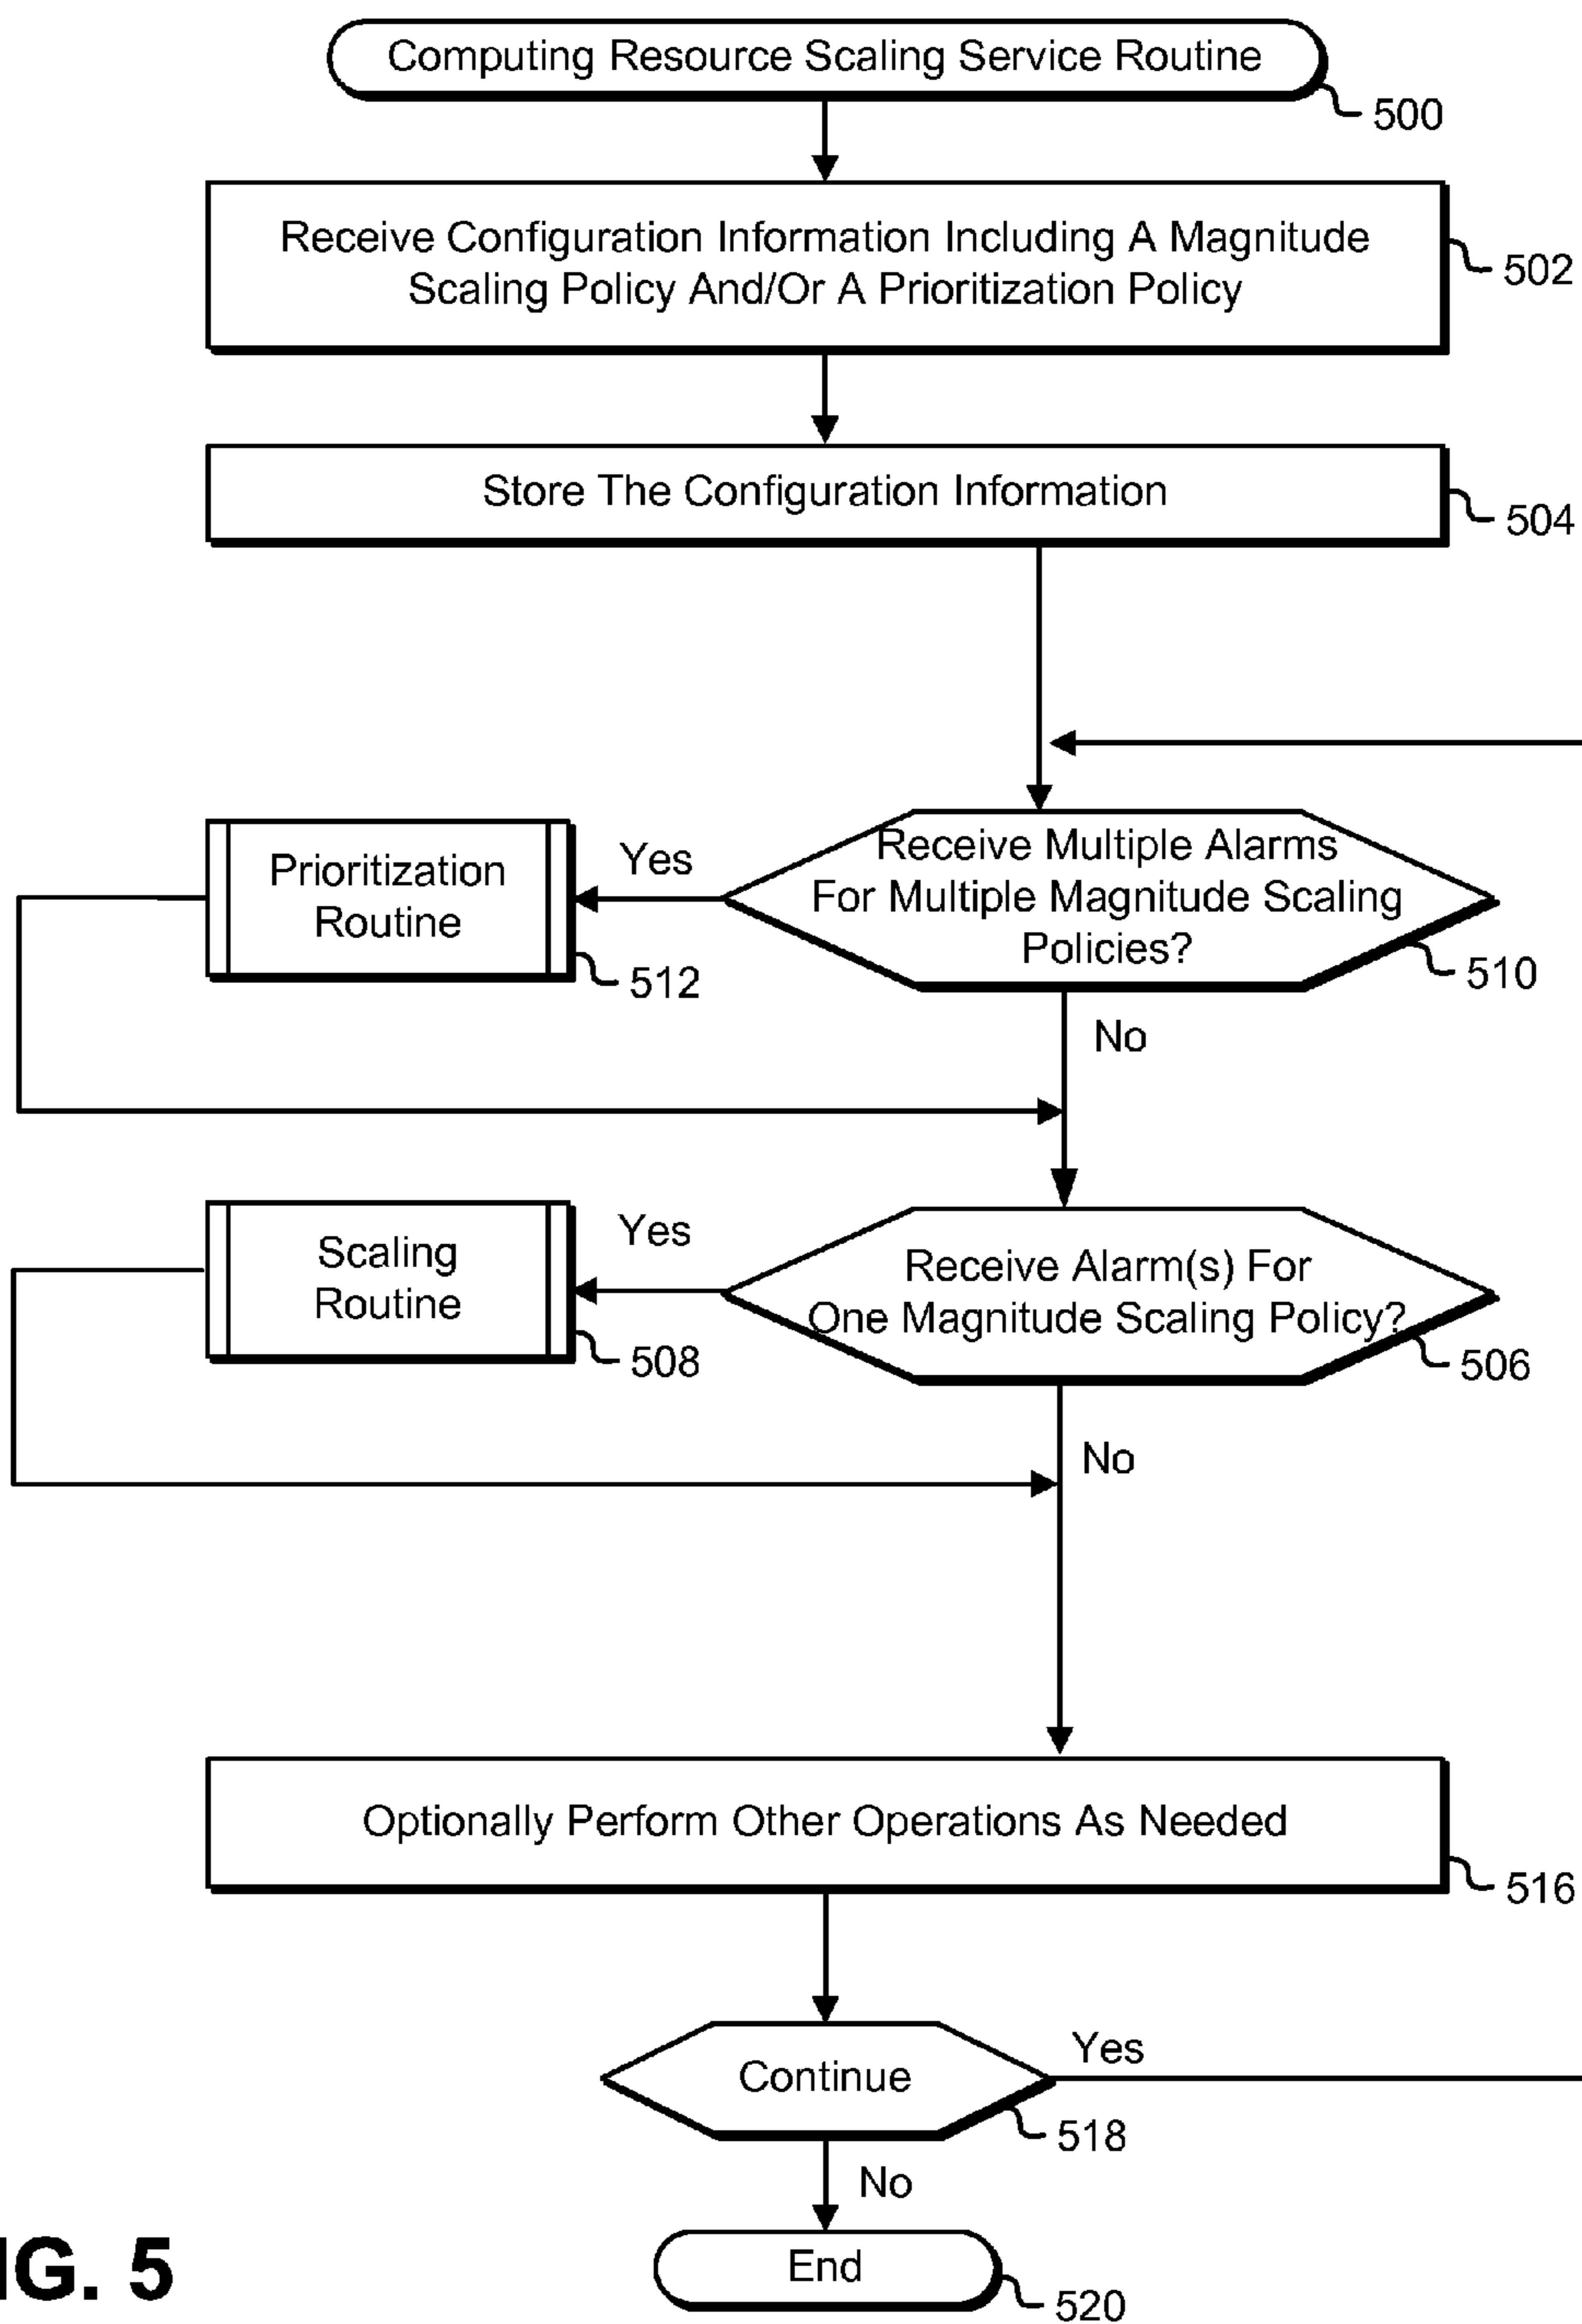 Computing Resource Scaling Service Routine
500
Receive Configuration Information Including A Magnitude
Scaling Policy And/Or A Prioritization Policy
502
Store The Configuration Information
504
Receive Multiple Alarms
For Multiple Magnitude Scaling
Policies?
510
Yes
Prioritization
Routine
512
No
Receive Alarm(s) For
One Magnitude Scaling Policy?
506
Yes
Scaling
Routine
508
No
Optionally Perform Other Operations As Needed
516
Continue
518
Yes
No
End
520
IG. 5